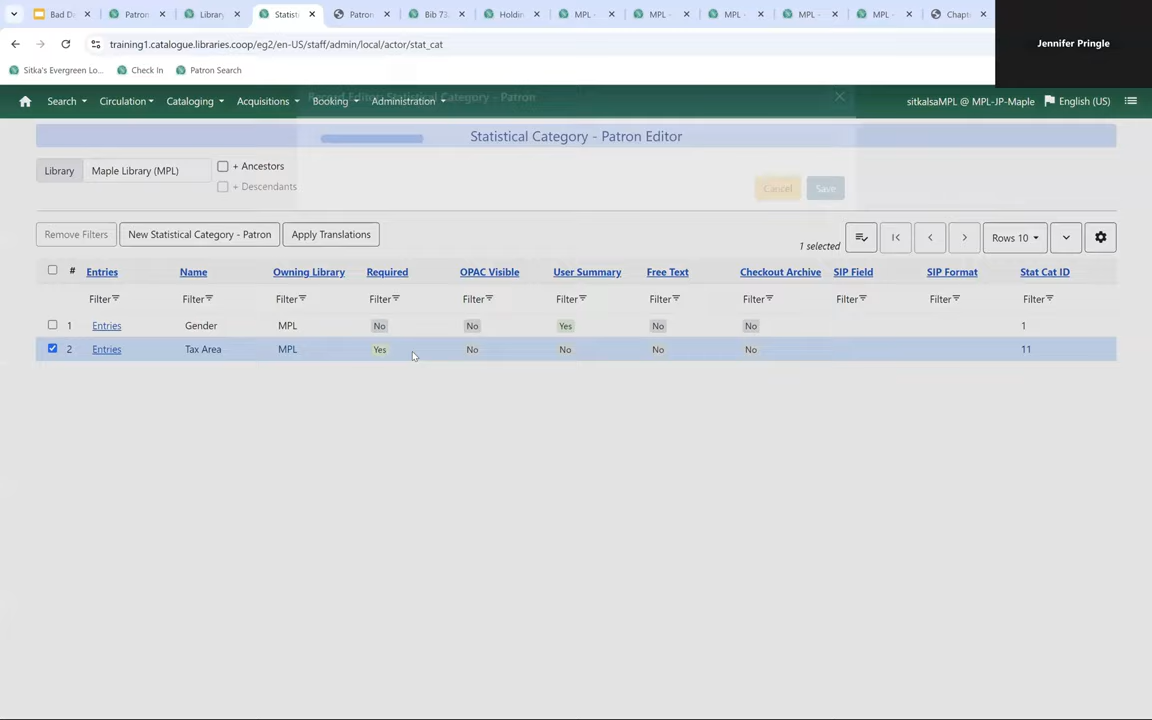 Bad De
Patron
Library
Statist
Patron
Bib 73
Holdin
MPL -
MPL -
MPL -
MPL -
MPL -
Chapt
training1.catalogue.libraries.coop/eg2/en-US/staff/admin/local/actor/stat_cat
Jennifer Pringle
Sitka's Evergreen Lo...
Check In
Patron Search
Record Editor: Statistical Category - Patron
Search Circulation Cataloging Acquisitions Booking Administration
sitkalsaMPL @ MPL-JP-Maple English (US)
Statistical Category - Patron Editor
Library Maple Library (MPL) + Ancestors
+ Descendants
Cancel Save
Remove Filters New Statistical Category - Patron Apply Translations 1 selected Rows 10
# Entries Name Owning Library Required OPAC Visible User Summary Free Text Checkout Archive SIP Field SIP Format Stat Cat ID
Filter Filter Filter Filter Filter Filter Filter Filter Filter Filter Filter
1 Entries Gender MPL No No Yes No No 1
2 Entries Tax Area MPL Yes No No No No 11